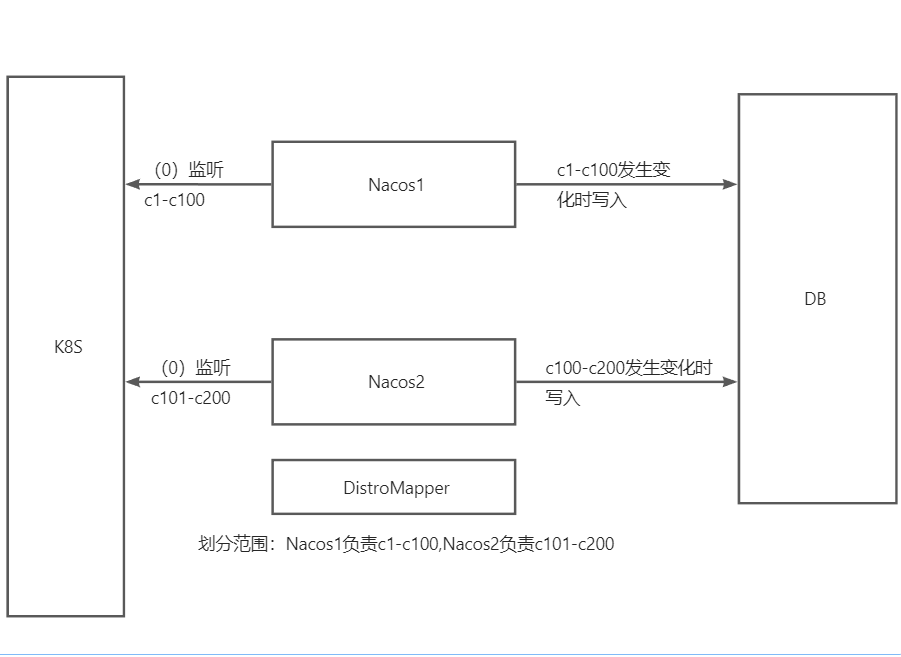 K8S
（0）监听
c1-c100
Nacos1
c1-c100发生变
化时写入
DB
（0）监听
c101-c200
Nacos2
c100-c200发生变化时
写入
DistroMapper
划分范围：Nacos1负责c1-c100,Nacos2负责c101-c200